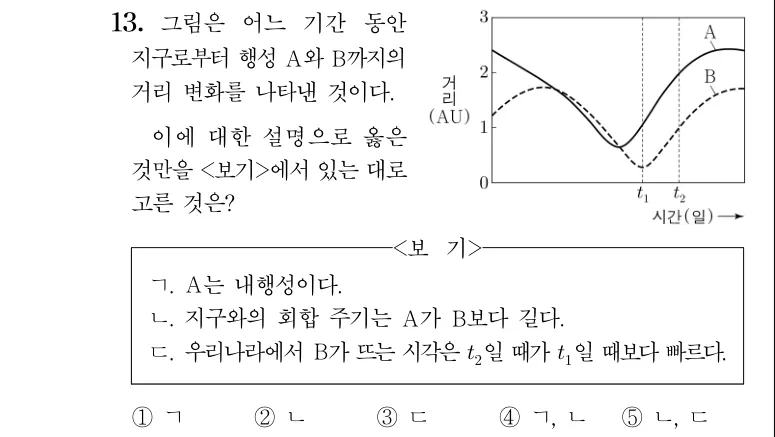 13. 그림은 어느 기간 동안
지구로부터 행성 A와 B까지의
거리 변화를 나타낸 것이다.
이에 대한 설명으로 옳은
것만을 <보기>에서 있는 대로
고른 것은?
거리
(AU)
3
2
1
0
A
B
t₁ t₂
시간(일)
<보 기>
ㄱ. A는 내행성이다.
ㄴ. 지구와의 회합 주기는 A가 B보다 길다.
ㄷ. 우리나라에서 B가 뜨는 시각은 t₂일 때가 t₁일 때보다 빠르다.
① ㄱ ② ㄴ ③ ㄷ ④ ㄱ, ㄴ ⑤ ㄴ, ㄷ